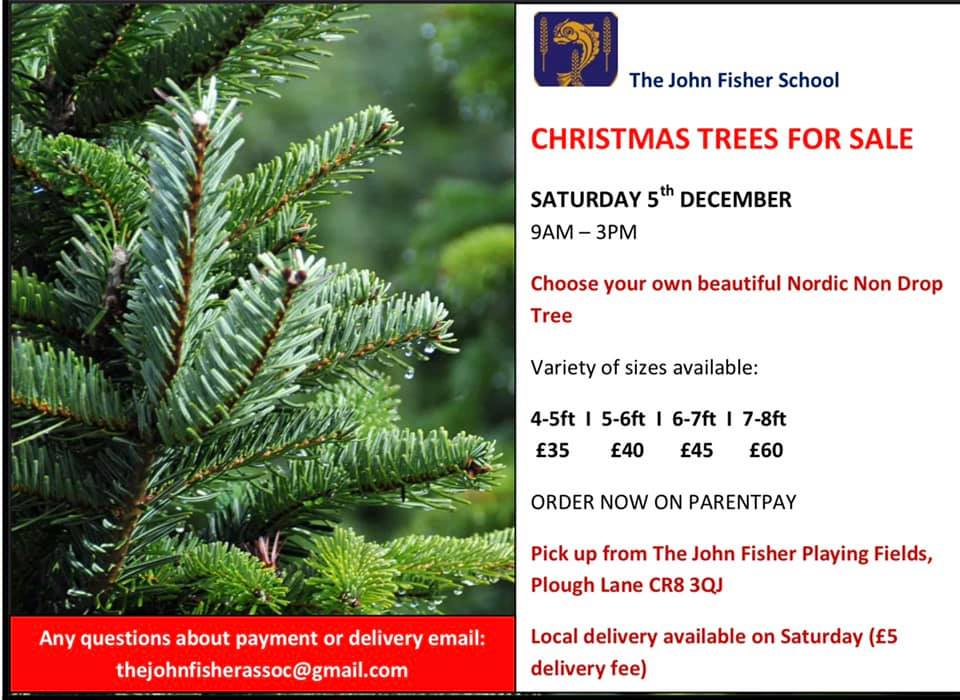 The John Fisher School
CHRISTMAS TREES FOR SALE
SATURDAY 5th DECEMBER
9AM – 3PM
Choose your own beautiful Nordic Non Drop
Tree
Variety of sizes available:
4-5ft I 5-6ft I 6-7ft I 7-8ft
£35 £40 £45 £60
ORDER NOW ON PARENTPAY
Pick up from The John Fisher Playing Fields,
Plough Lane CR8 3QJ
Local delivery available on Saturday (£5
delivery fee)
Any questions about payment or delivery email:
thejohnfisherassoc@gmail.com